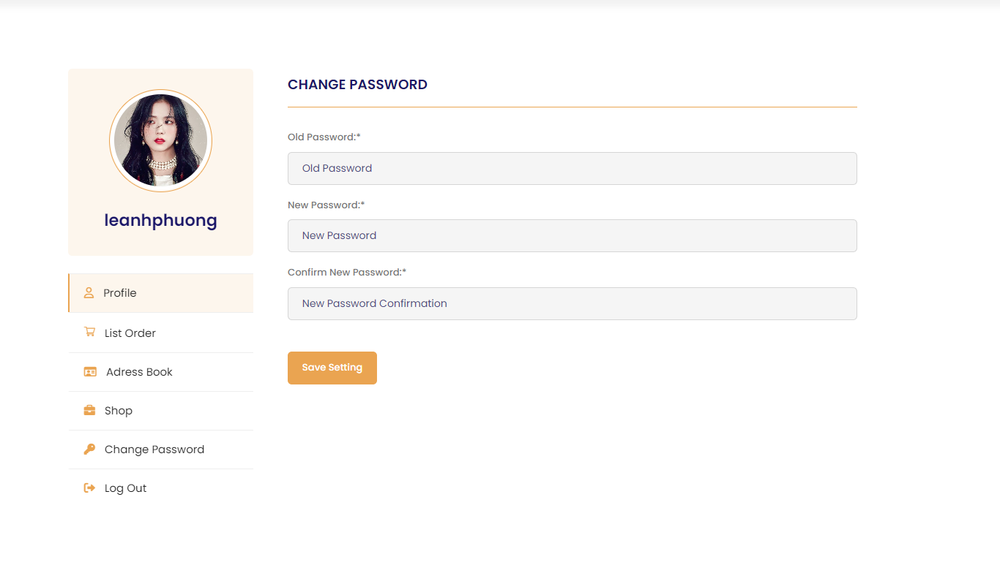 leanhphuong
Profile
List Order
Adress Book
Shop
Change Password
Log Out
CHANGE PASSWORD
Old Password:*
Old Password
New Password:*
New Password
Confirm New Password:*
New Password Confirmation
Save Setting